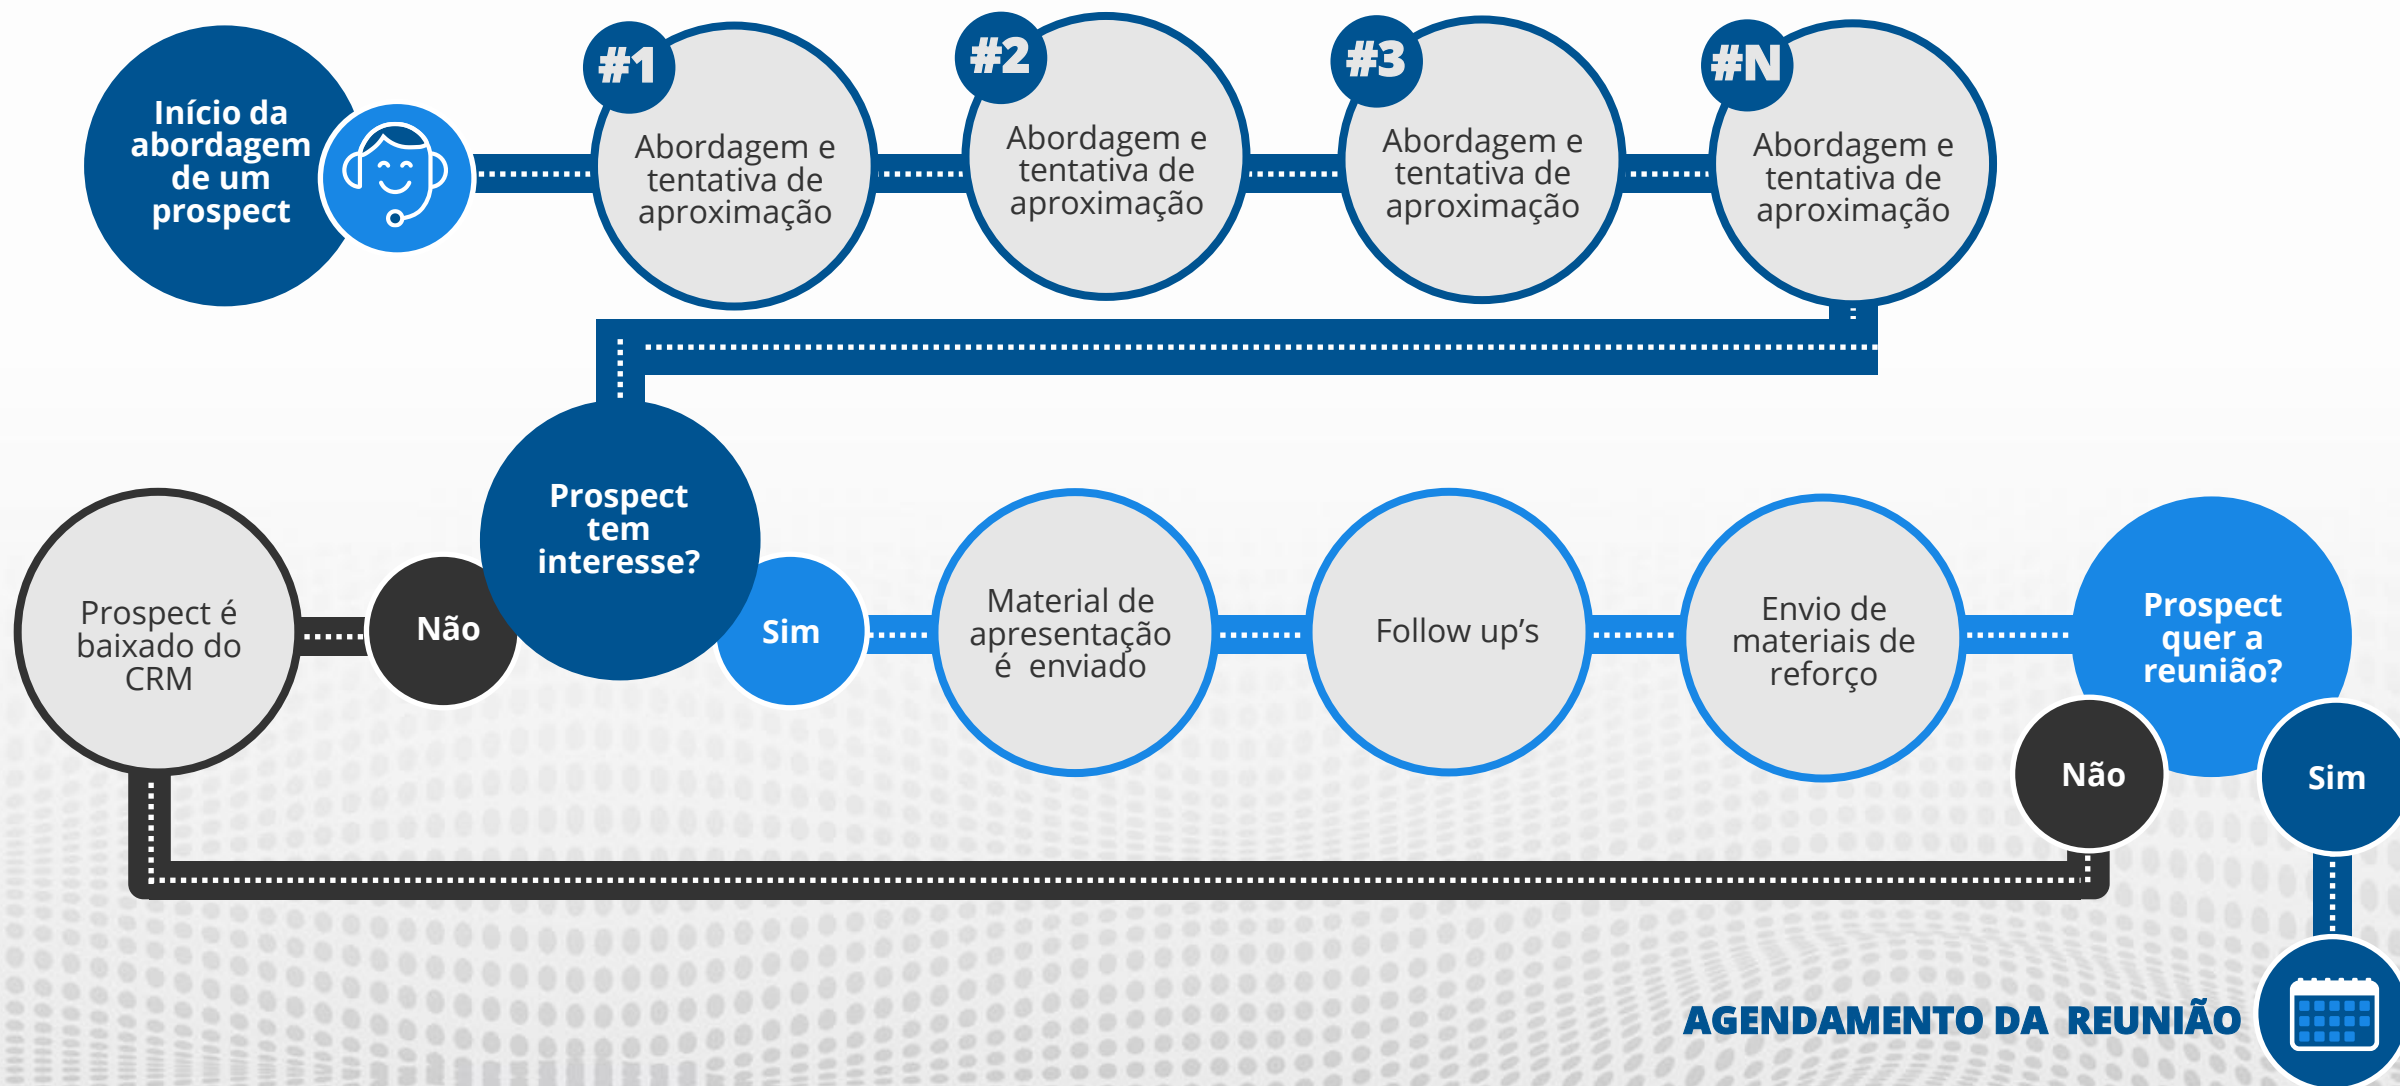 Início da
abordagem
de um
prospect
#1
Abordagem e
tentativa de
aproximação
#2
Abordagem e
tentativa de
aproximação
#3
Abordagem e
tentativa de
aproximação
#N
Abordagem e
tentativa de
aproximação
Prospect
tem
interesse?
Prospect é
baixado do
CRM
Não
Sim
Material de
apresentação
é enviado
Follow up’s
Envio de
materiais de
reforço
Prospect
quer a
reunião?
Não
Sim
AGENDAMENTO DA REUNIÃO